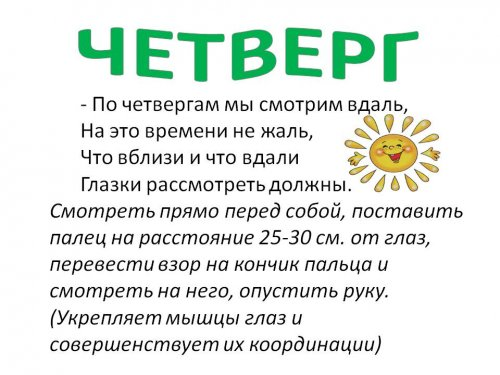 ЧЕТВЕРГ
- По четвергам мы смотрим вдаль,
На это времени не жаль,
Что вблизи и что вдали
Глазки рассмотреть должны.
Смотреть прямо перед собой, поставить
палец на расстояние 25-30 см. от глаз,
перевести взор на кончик пальца и
смотреть на него, опустить руку.
(Укрепляет мышцы глаз и
совершенствует их координации)